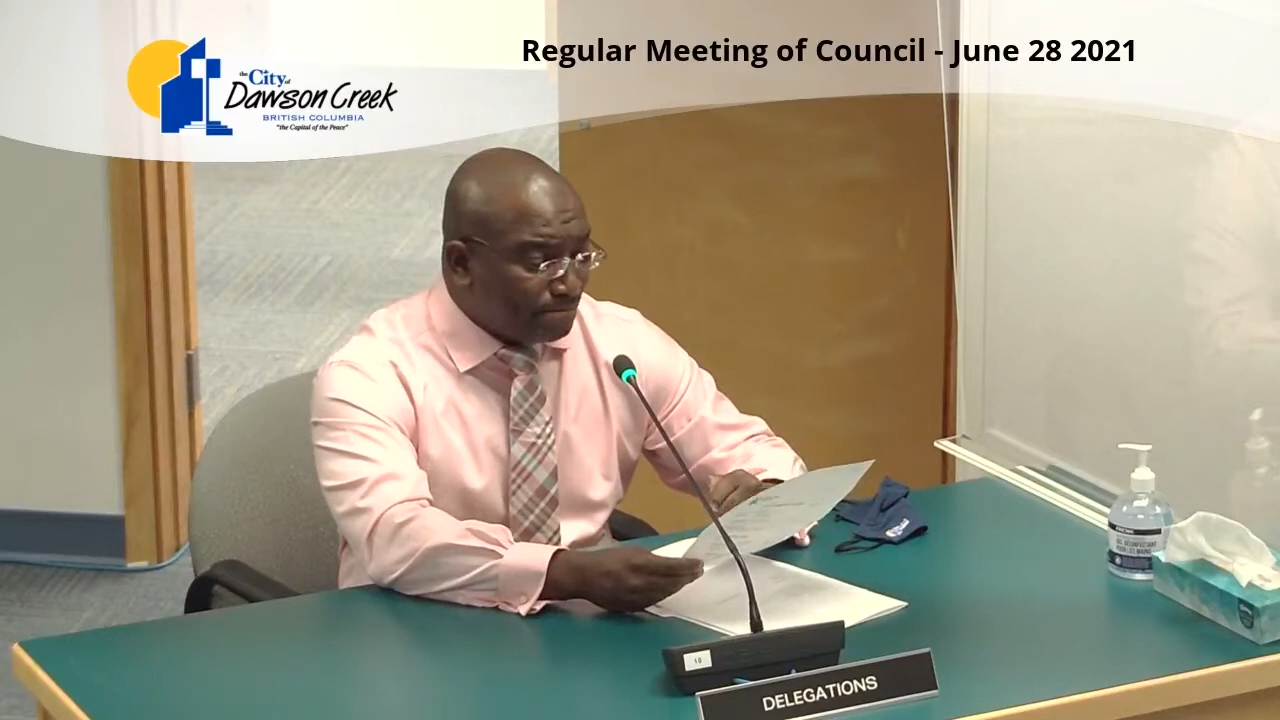 Regular Meeting of Council - June 28 2021
the City of
Dawson Creek
BRITISH COLUMBIA
"the Capital of the Peace"
10
DELEGATIONS